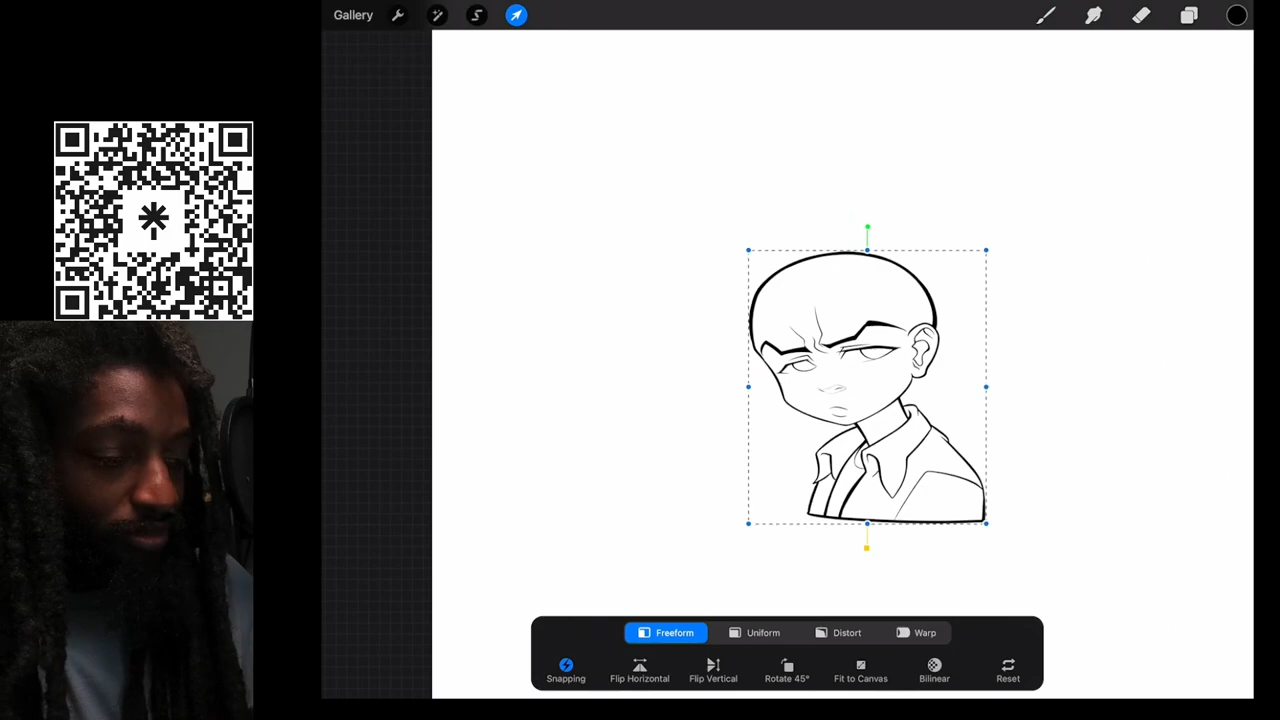 Gallery
Freeform Uniform Distort Warp
Snapping Flip Horizontal Flip Vertical Rotate 45° Fit to Canvas Bilinear Reset